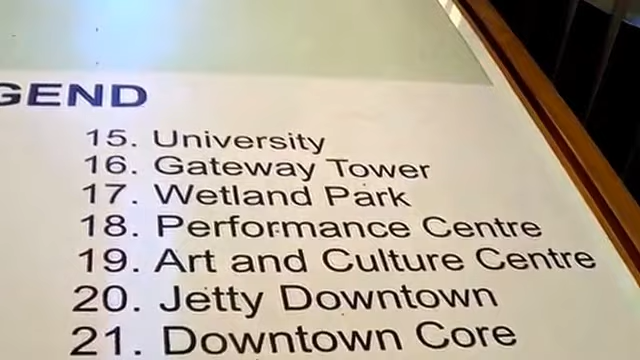 GEND
15. University
16. Gateway Tower
17. Wetland Park
18. Performance Centre
19. Art and Culture Centre
20. Jetty Downtown
21. Downtown Core